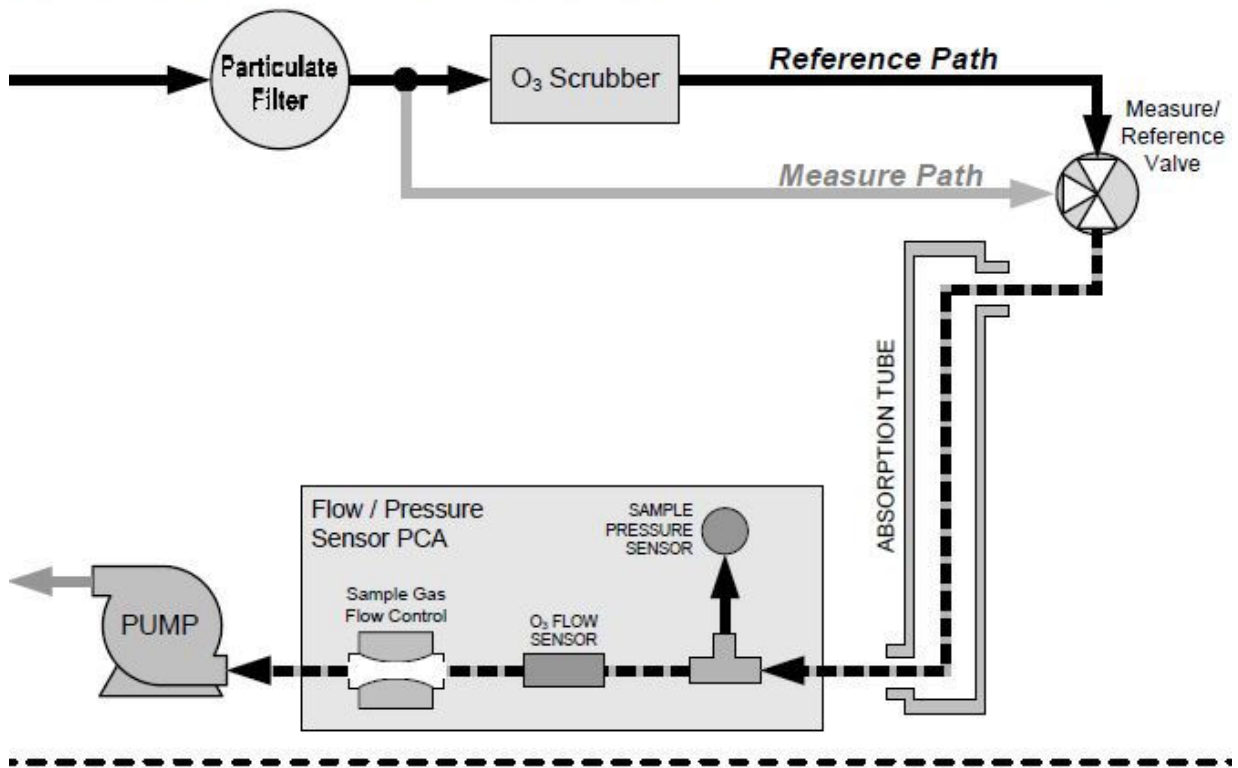 Particulate
Filter
O₃ Scrubber
Reference Path
Measure/
Reference
Valve
Measure Path
ABSORPTION TUBE
Flow / Pressure
Sensor PCA
SAMPLE
PRESSURE
SENSOR
Sample Gas
Flow Control
O₃ FLOW
SENSOR
PUMP